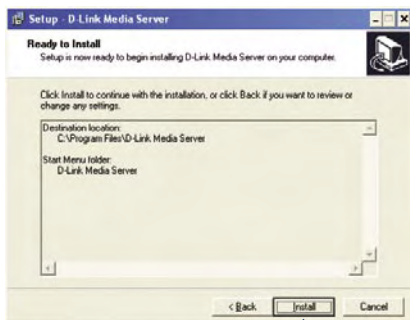 Setup - D-Link Media Server
Ready to Install
Setup is now ready to begin installing D-Link Media Server on your computer.
Click Install to continue with the installation, or click Back if you want to review or
change any settings.
Destination location:
C:\Program Files\D-Link Media Server
Start Menu folder:
D-Link Media Server
< Back
Install
Cancel